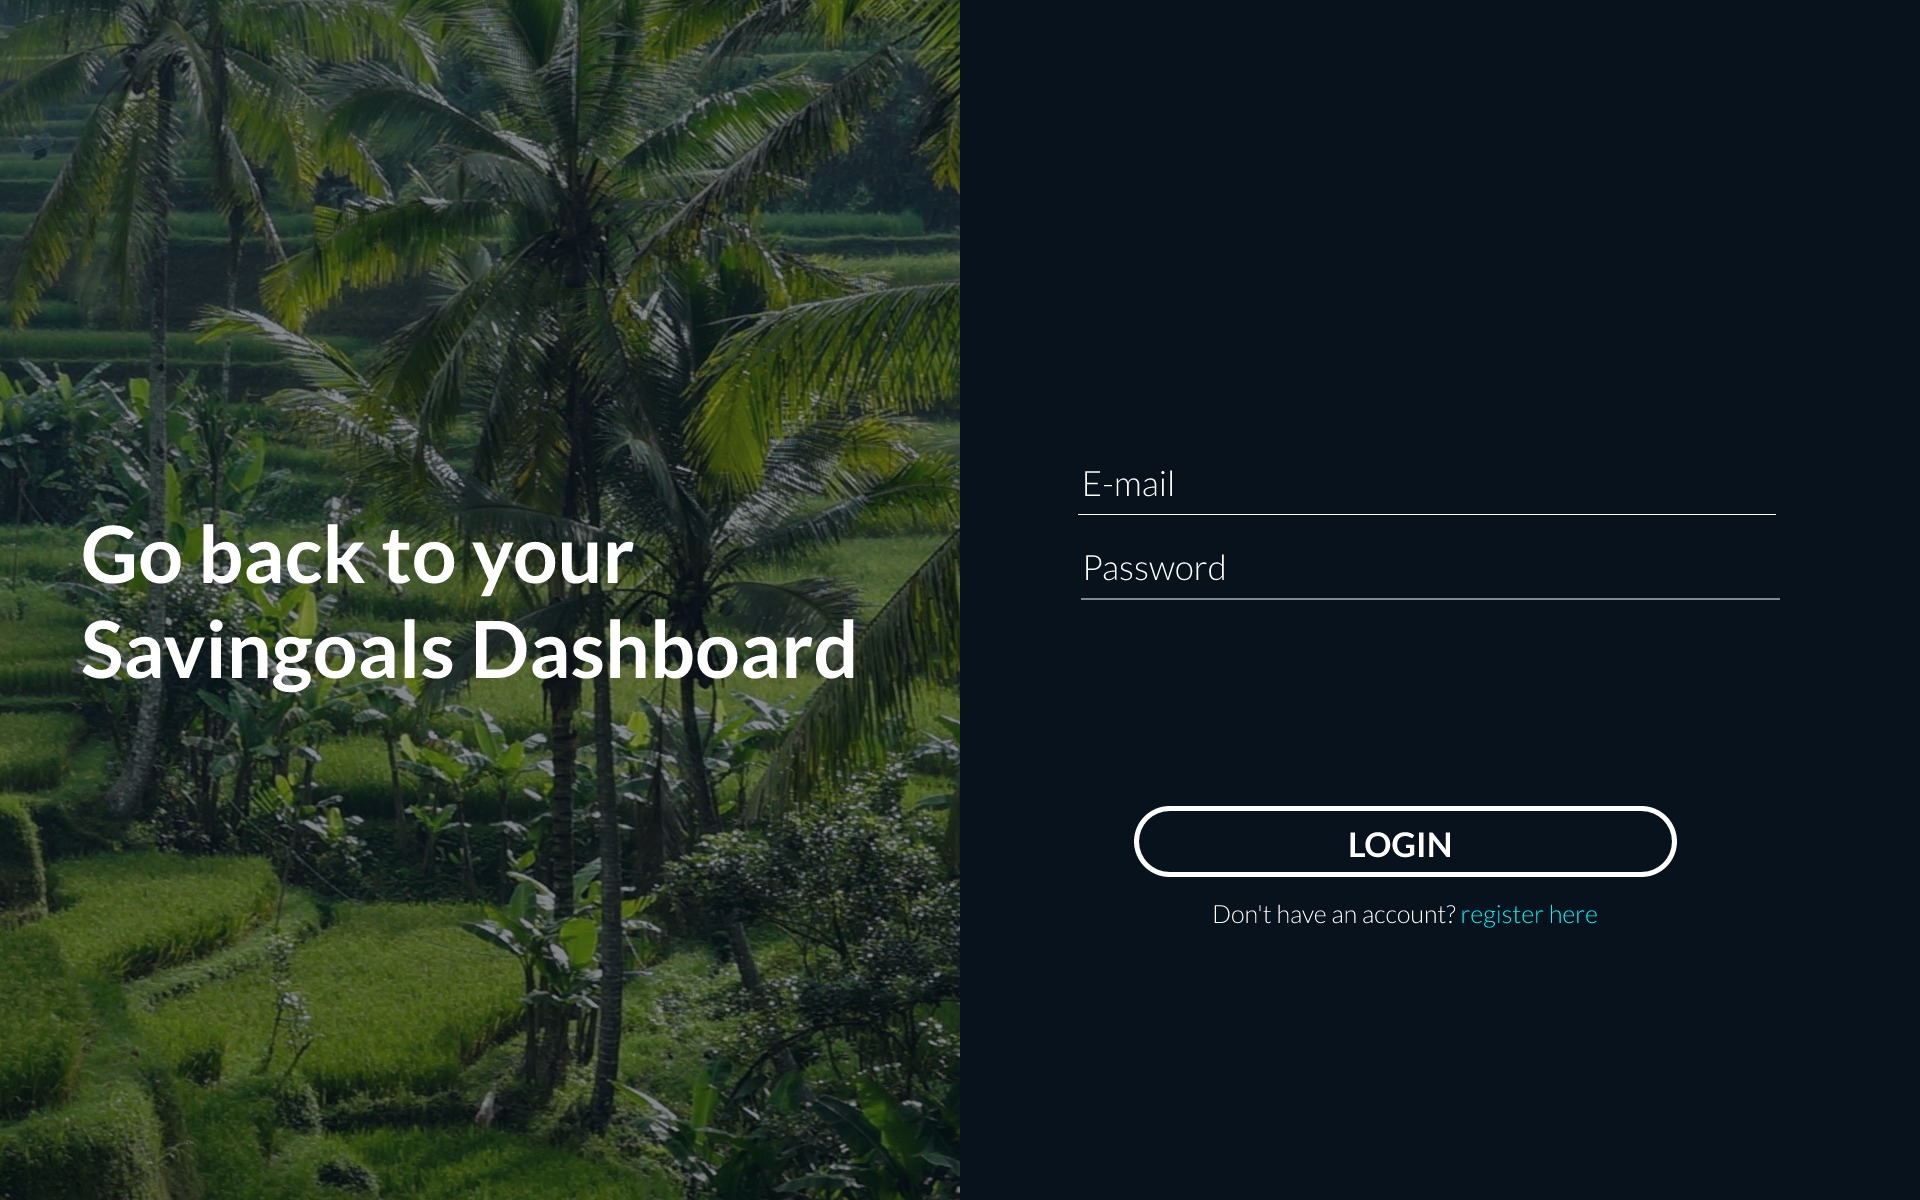 Go back to your
Savingoals Dashboard
E-mail
Password
LOGIN
Don't have an account? register here